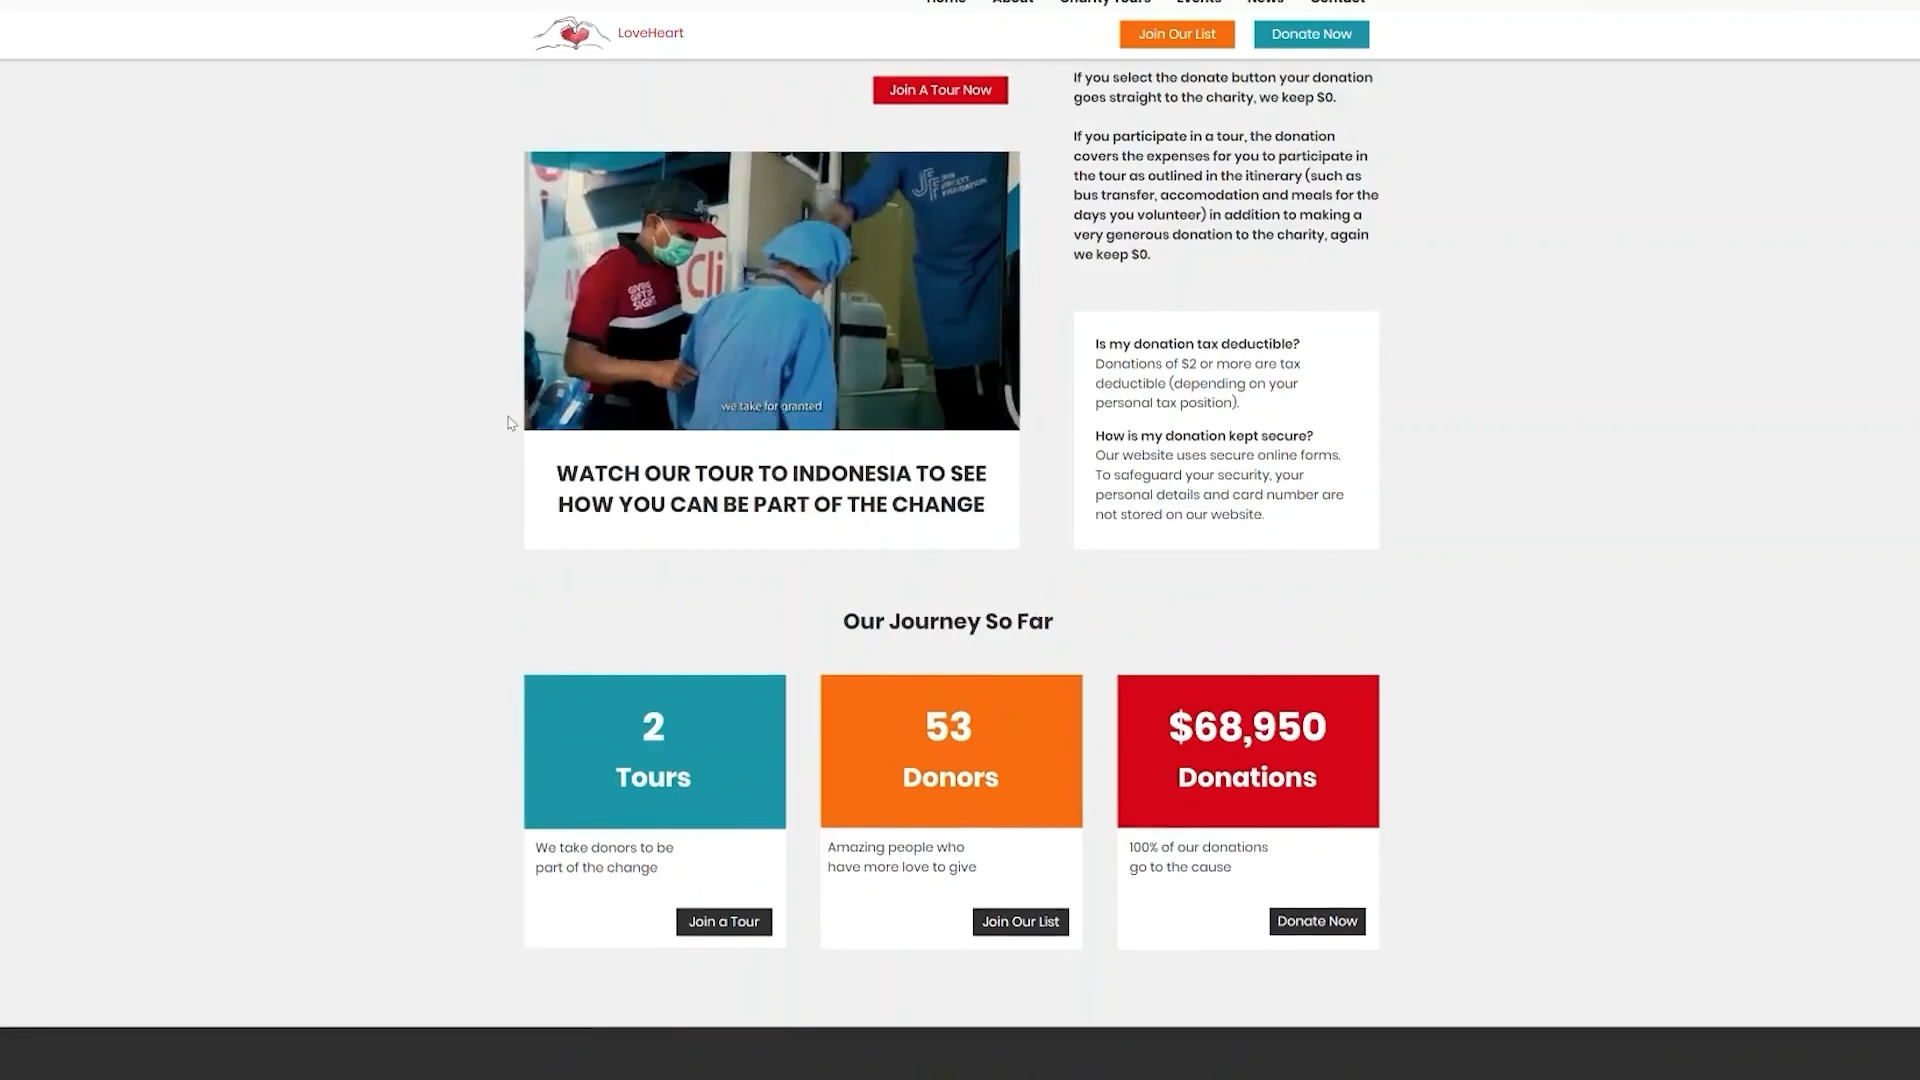 LoveHeart
Join Our List
Donate Now
Join A Tour Now
If you select the donate button your donation
goes straight to the charity, we keep $0.
If you participate in a tour, the donation
covers the expenses for you to participate in
the tour as outlined in the itinerary (such as
bus transfer, accomodation and meals for the
days you volunteer) in addition to making a
very generous donation to the charity, again
we keep $0.
Cli
GIVING
GIFT OF
SIGHT
we take for granted
WATCH OUR TOUR TO INDONESIA TO SEE
HOW YOU CAN BE PART OF THE CHANGE
Is my donation tax deductible?
Donations of $2 or more are tax
deductible (depending on your
personal tax position).
How is my donation kept secure?
Our website uses secure online forms.
To safeguard your security, your
personal details and card number are
not stored on our website.
Our Journey So Far
2
Tours
We take donors to be
part of the change
Join a Tour
53
Donors
Amazing people who
have more love to give
Join Our List
$68,950
Donations
100% of our donations
go to the cause
Donate Now